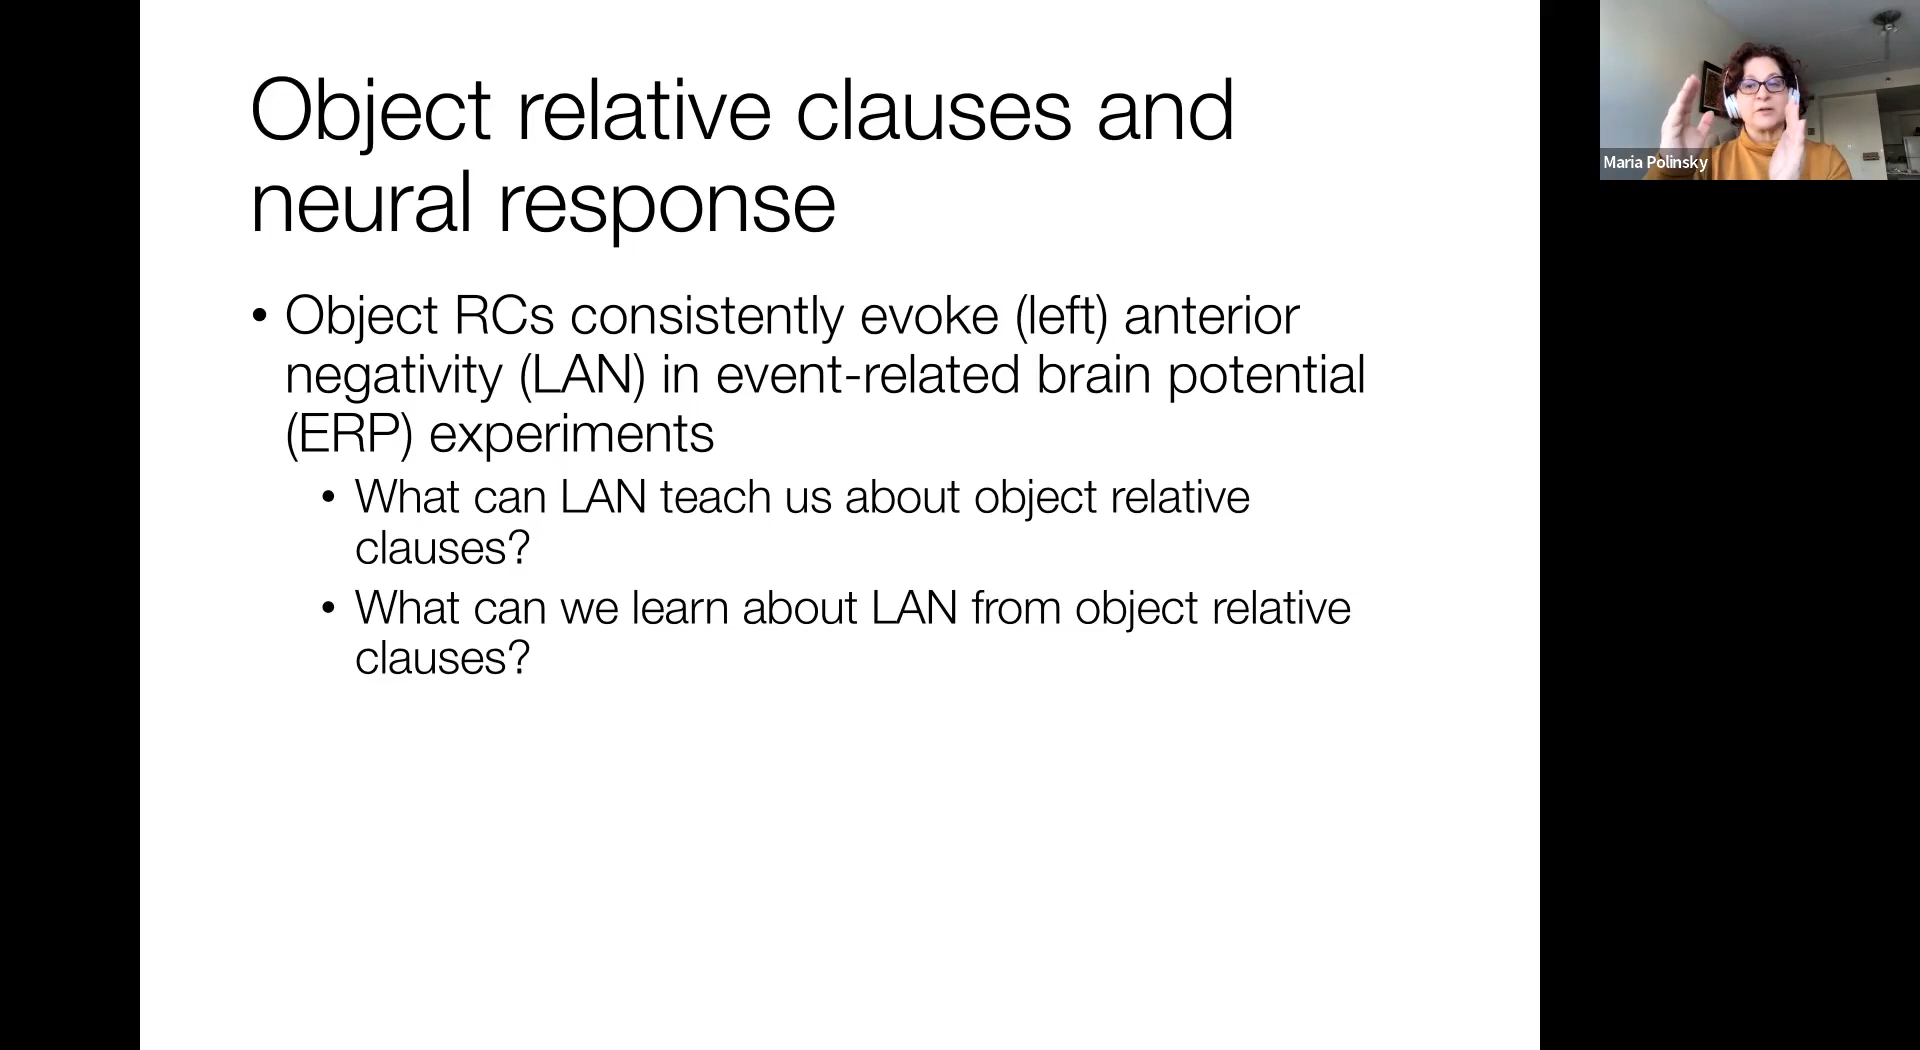 Object relative clauses and
neural response
• Object RCs consistently evoke (left) anterior
negativity (LAN) in event-related brain potential
(ERP) experiments
• What can LAN teach us about object relative
clauses?
• What can we learn about LAN from object relative
clauses?
Maria Polinsky